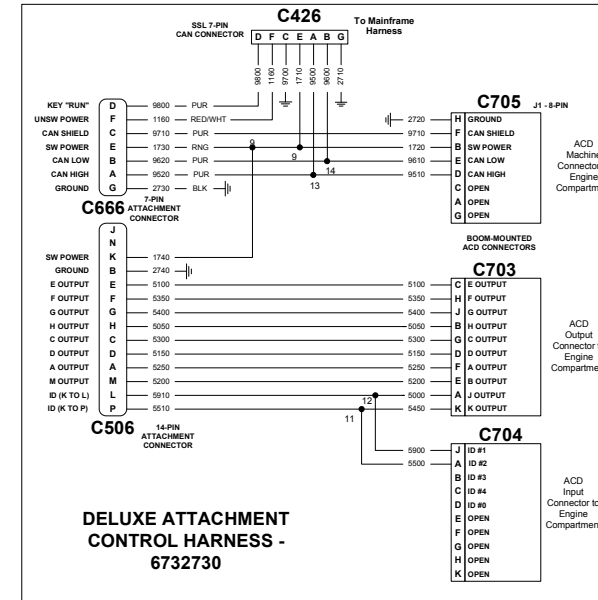 C426
SSL 7-PIN
CAN CONNECTOR
To Mainframe
Harness
D F C E A B G
9800 1160 9700 1710 9500 9600 2710
KEY "RUN" D 9800 PUR
UNSW POWER F 1160 RED/WHT
CAN SHIELD C 9710 PUR
SW POWER E 1730 RNG
CAN LOW B 9620 PUR
CAN HIGH A 9520 PUR
GROUND G 2730 BLK
9
9
14
13
C666
7-PIN
ATTACHMENT
CONNECTOR
C705
J1 - 8-PIN
2720 H GROUND
9710 F CAN SHIELD
1720 B SW POWER
9610 E CAN LOW
9510 D CAN HIGH
C OPEN
A OPEN
G OPEN
ACD
Machine
Connector
Engine
Compartm
BOOM-MOUNTED
ACD CONNECTORS
J
N
SW POWER K 1740
GROUND B 2740
E OUTPUT E 5100
F OUTPUT F 5350
G OUTPUT G 5400
H OUTPUT H 5050
C OUTPUT C 5300
D OUTPUT D 5150
A OUTPUT A 5250
M OUTPUT M 5200
ID (K TO L) L 5910
ID (K TO P) P 5510
12
11
C506
14-PIN
ATTACHMENT
CONNECTOR
C703
5100 C E OUTPUT
5350 H F OUTPUT
5400 J G OUTPUT
5050 B H OUTPUT
5300 G C OUTPUT
5150 D D OUTPUT
5250 F A OUTPUT
5200 E B OUTPUT
5000 A J OUTPUT
5450 K K OUTPUT
ACD
Output
Connector
Engine
Compartme
C704
5900 J ID #1
5500 A ID #2
B ID #3
C ID #4
D ID #0
E OPEN
F OPEN
G OPEN
H OPEN
K OPEN
ACD
Input
Connector to
Engine
Compartment
DELUXE ATTACHMENT
CONTROL HARNESS -
6732730